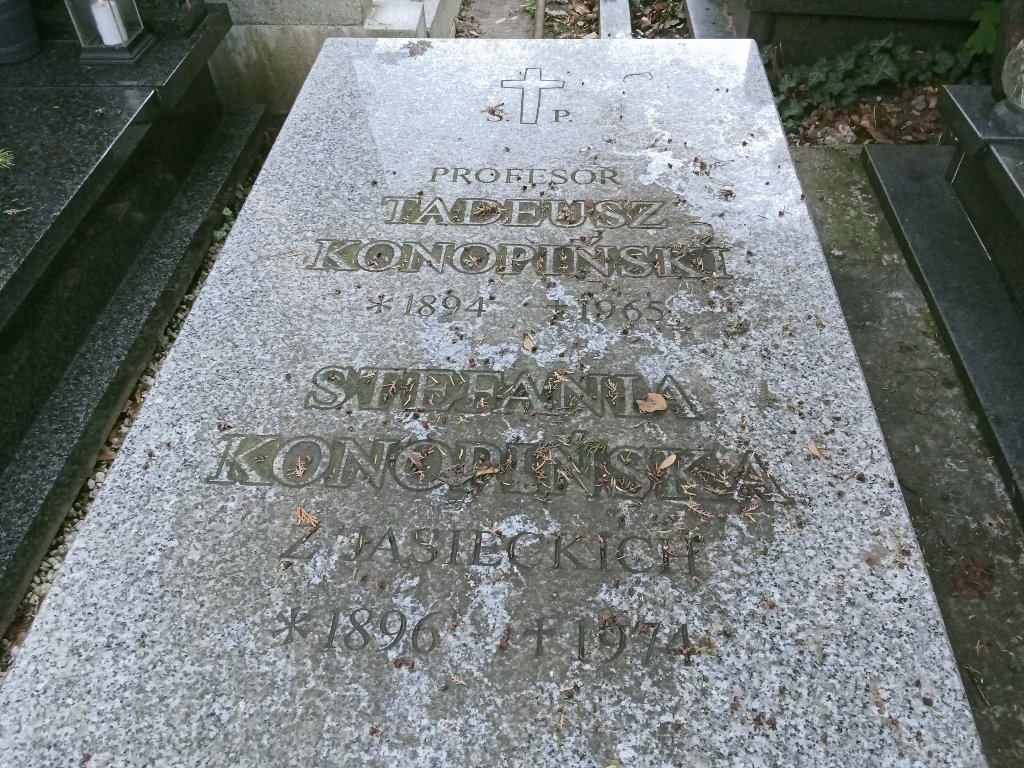 Ś. P.
PROFESOR
TADEUSZ
KONOPIŃSKI
*1894 †1965
STEFANIA
KONOPIŃSKA
Z JASIECKICH
*1896 †1974